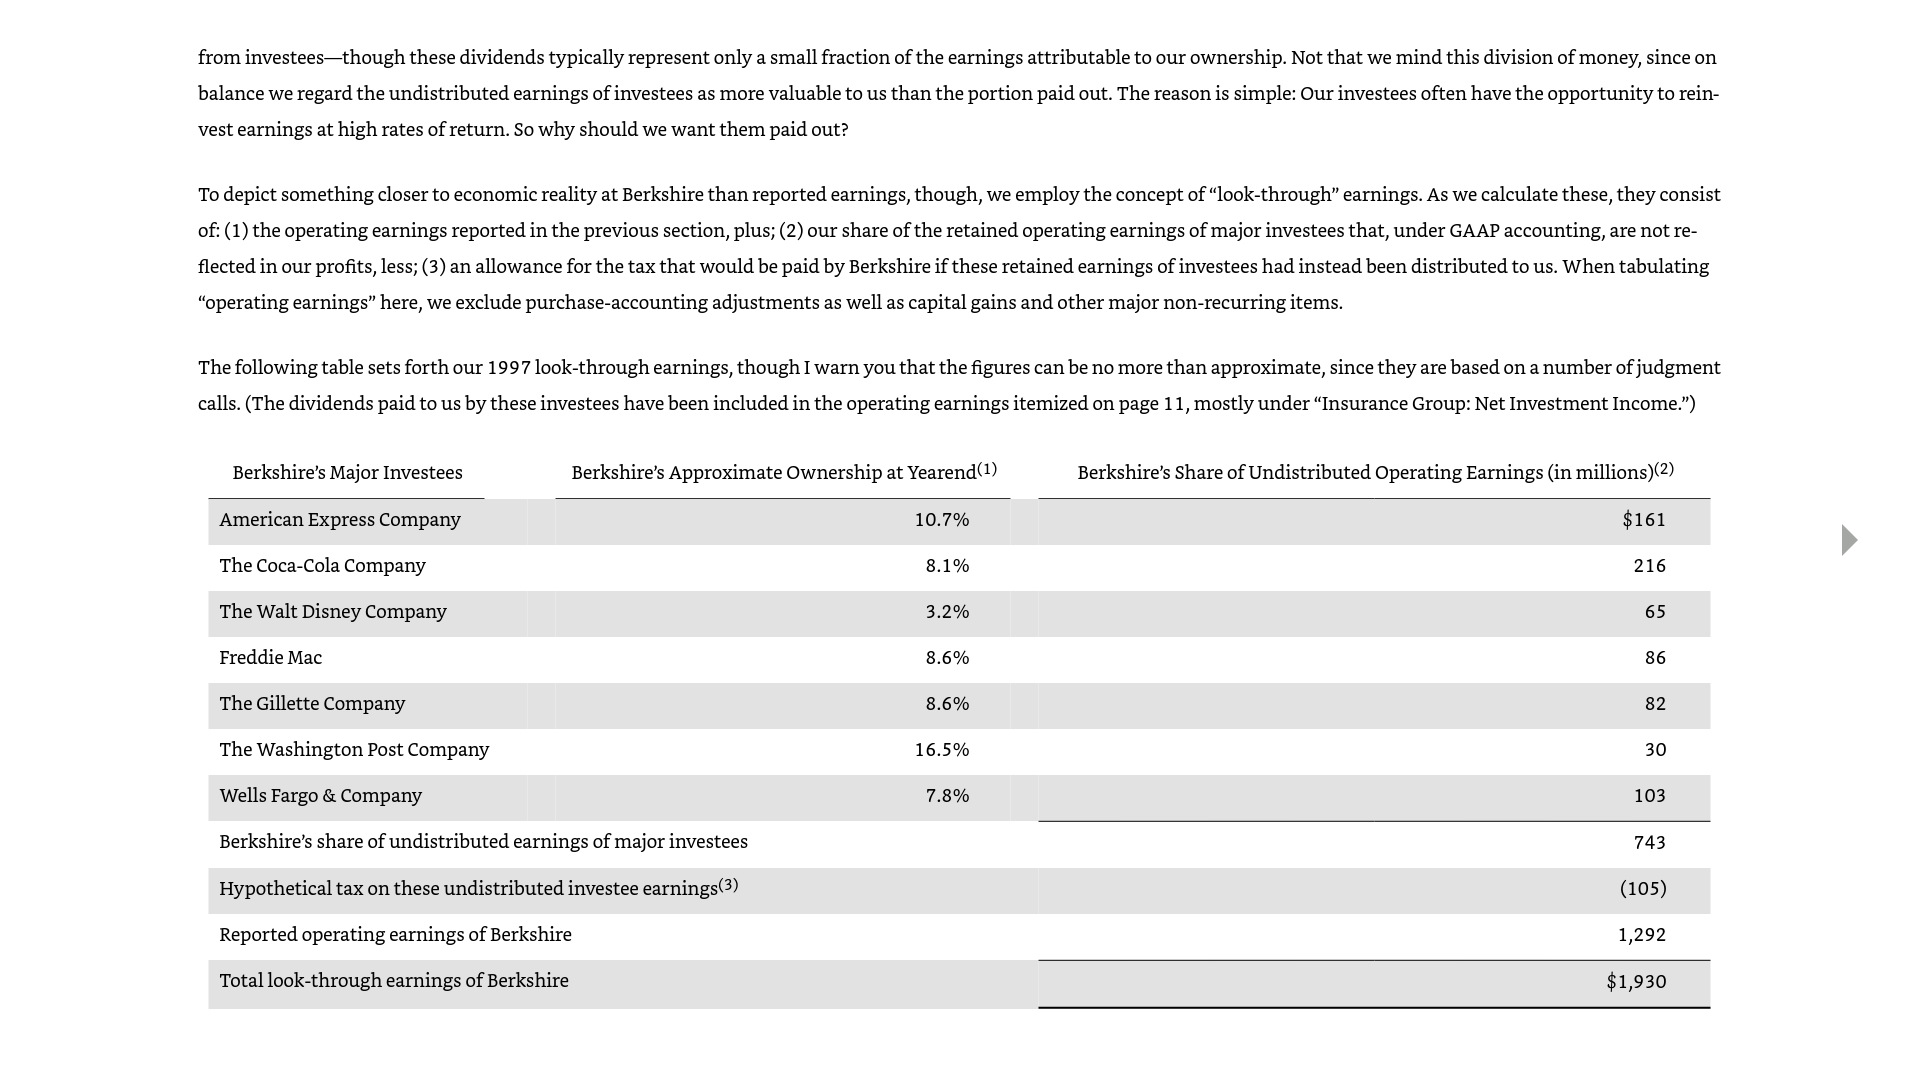 from investees—though these dividends typically represent only a small fraction of the earnings attributable to our ownership. Not that we mind this division of money, since on
balance we regard the undistributed earnings of investees as more valuable to us than the portion paid out. The reason is simple: Our investees often have the opportunity to rein-
vest earnings at high rates of return. So why should we want them paid out?
To depict something closer to economic reality at Berkshire than reported earnings, though, we employ the concept of “look-through” earnings. As we calculate these, they consist
of: (1) the operating earnings reported in the previous section, plus; (2) our share of the retained operating earnings of major investees that, under GAAP accounting, are not re-
flected in our profits, less; (3) an allowance for the tax that would be paid by Berkshire if these retained earnings of investees had instead been distributed to us. When tabulating
“operating earnings” here, we exclude purchase-accounting adjustments as well as capital gains and other major non-recurring items.
The following table sets forth our 1997 look-through earnings, though I warn you that the figures can be no more than approximate, since they are based on a number of judgment
calls. (The dividends paid to us by these investees have been included in the operating earnings itemized on page 11, mostly under “Insurance Group: Net Investment Income.”)
Berkshire’s Major Investees Berkshire’s Approximate Ownership at Yearend(1) Berkshire’s Share of Undistributed Operating Earnings (in millions)(2)
American Express Company 10.7% $161
The Coca-Cola Company 8.1% 216
The Walt Disney Company 3.2% 65
Freddie Mac 8.6% 86
The Gillette Company 8.6% 82
The Washington Post Company 16.5% 30
Wells Fargo & Company 7.8% 103
Berkshire’s share of undistributed earnings of major investees 743
Hypothetical tax on these undistributed investee earnings(3) (105)
Reported operating earnings of Berkshire 1,292
Total look-through earnings of Berkshire $1,930